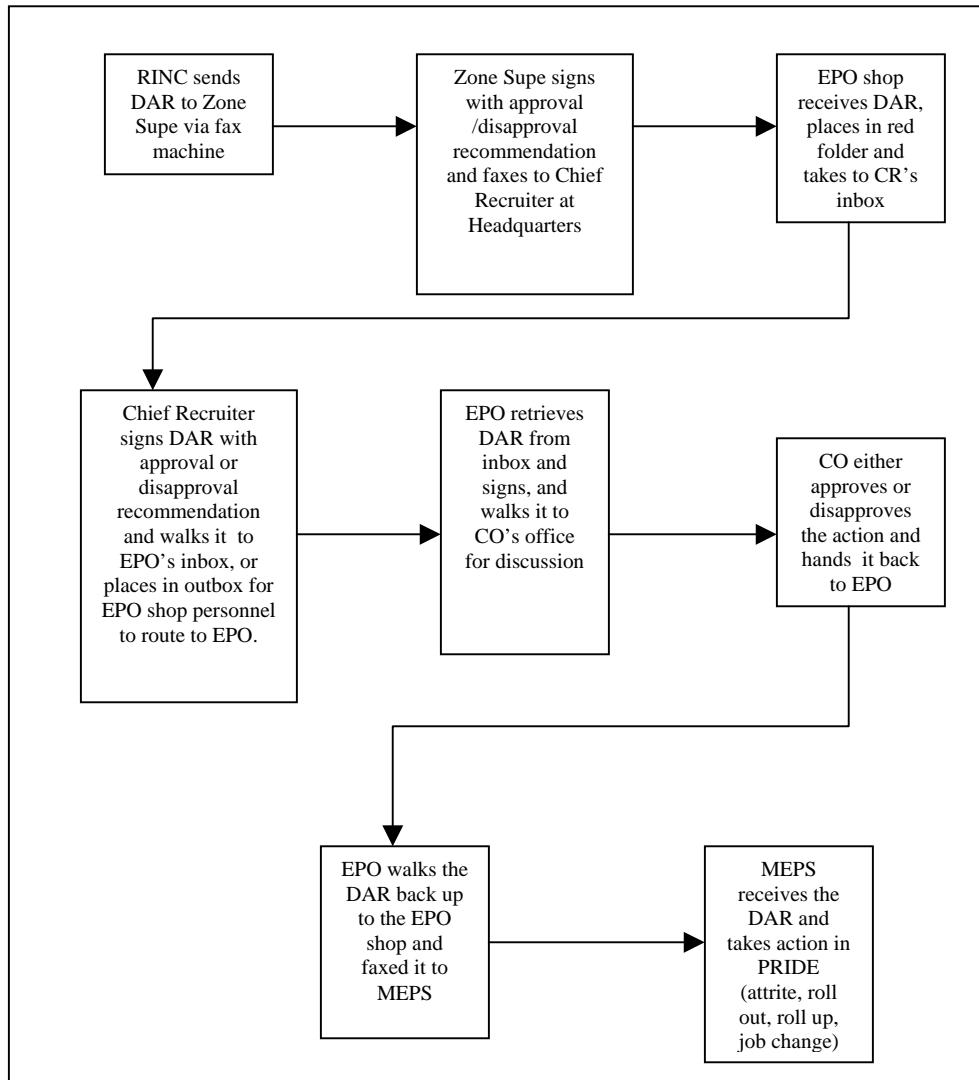 RINC sends
DAR to Zone
Supe via fax
machine
Zone Supe signs
with approval
/disapproval
recommendation
and faxes to Chief
Recruiter at
Headquarters
EPO shop
receives DAR,
places in red
folder and
takes to CR's
inbox
Chief Recruiter
signs DAR with
approval or
disapproval
recommendation
and walks it to
EPO's inbox, or
places in outbox for
EPO shop personnel
to route to EPO.
EPO retrieves
DAR from
inbox and
signs, and
walks it to
CO's office
for discussion
CO either
approves or
disapproves
the action and
hands it back
to EPO
EPO walks the
DAR back up
to the EPO
shop and
faxed it to
MEPS
MEPS
receives the
DAR and
takes action in
PRIDE
(attrite, roll
out, roll up,
job change)